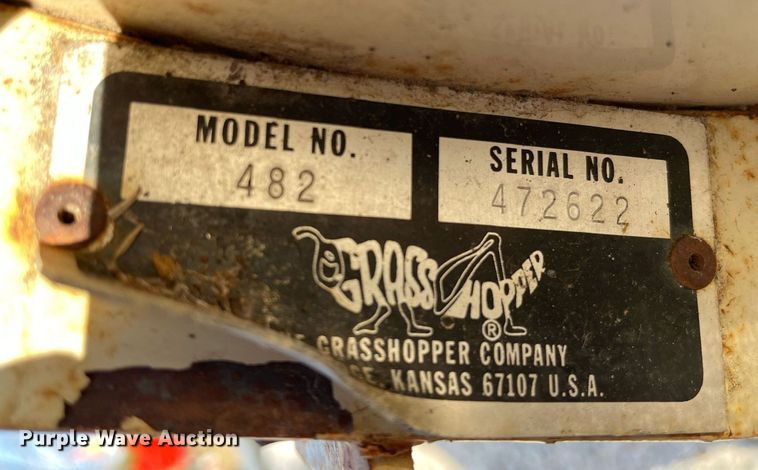 MODEL NO. SERIAL NO.
482 472622
GRASSHOPPER ®
GRASSHOPPER COMPANY
KANSAS 67107 U.S.A.
Purple Wave Auction